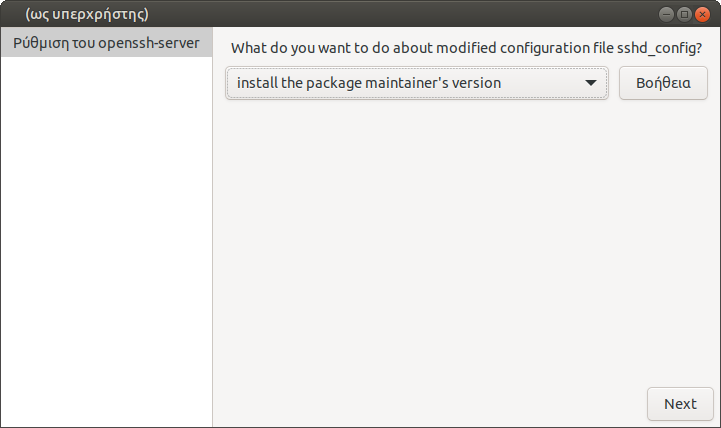 (ως υπερχρήστης)
Ρύθμιση του openssh-server
What do you want to do about modified configuration file sshd_config?
install the package maintainer's version
Βοήθεια
Next